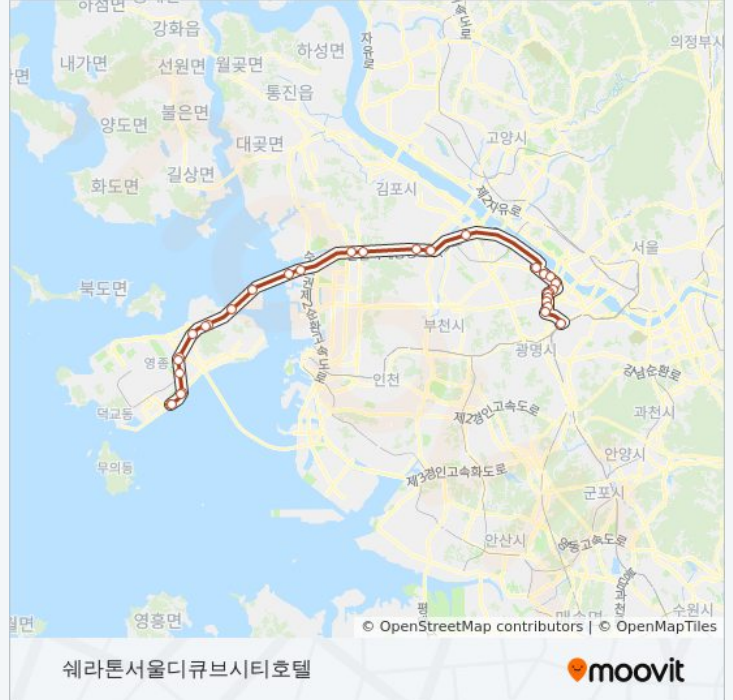 하점면
강화읍
내가면
선원면
월곶면
하성면
자유로
의정부시
통진읍
불은면
양도면
대곶면
고양시
길상면
화도면
김포시
제2자유로
서울
북도면
부천시
영종
광명시
인천
강남순환로
덕교동
제2경인고속도로
과천시
안양시
무의동
제3경인고속화도로
군포시
안산시
영흥면
수원시
© OpenStreetMap contributors | © OpenMapTiles
쉐라톤서울디큐브시티호텔
moovit